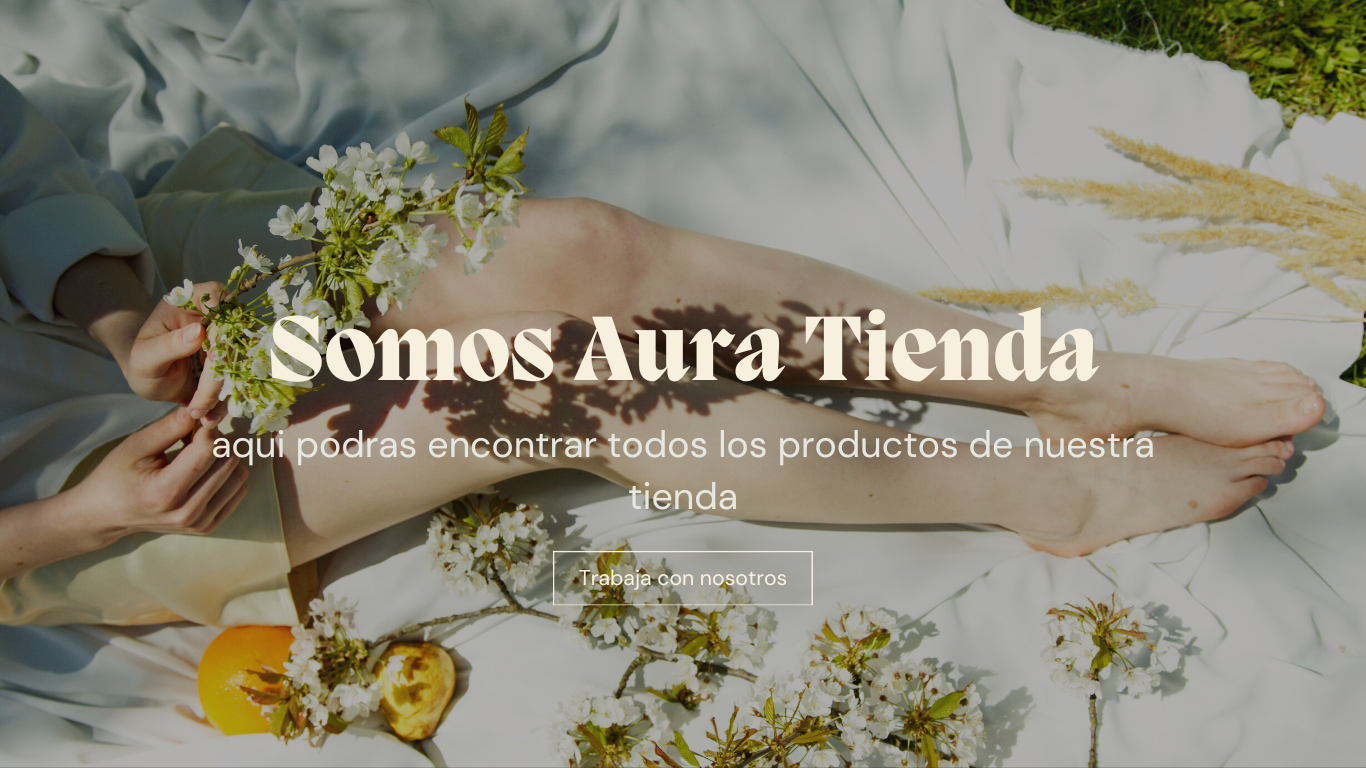 Somos Aura Tienda
aqui podras encontrar todos los productos de nuestra
tienda
Trabaja con nosotros